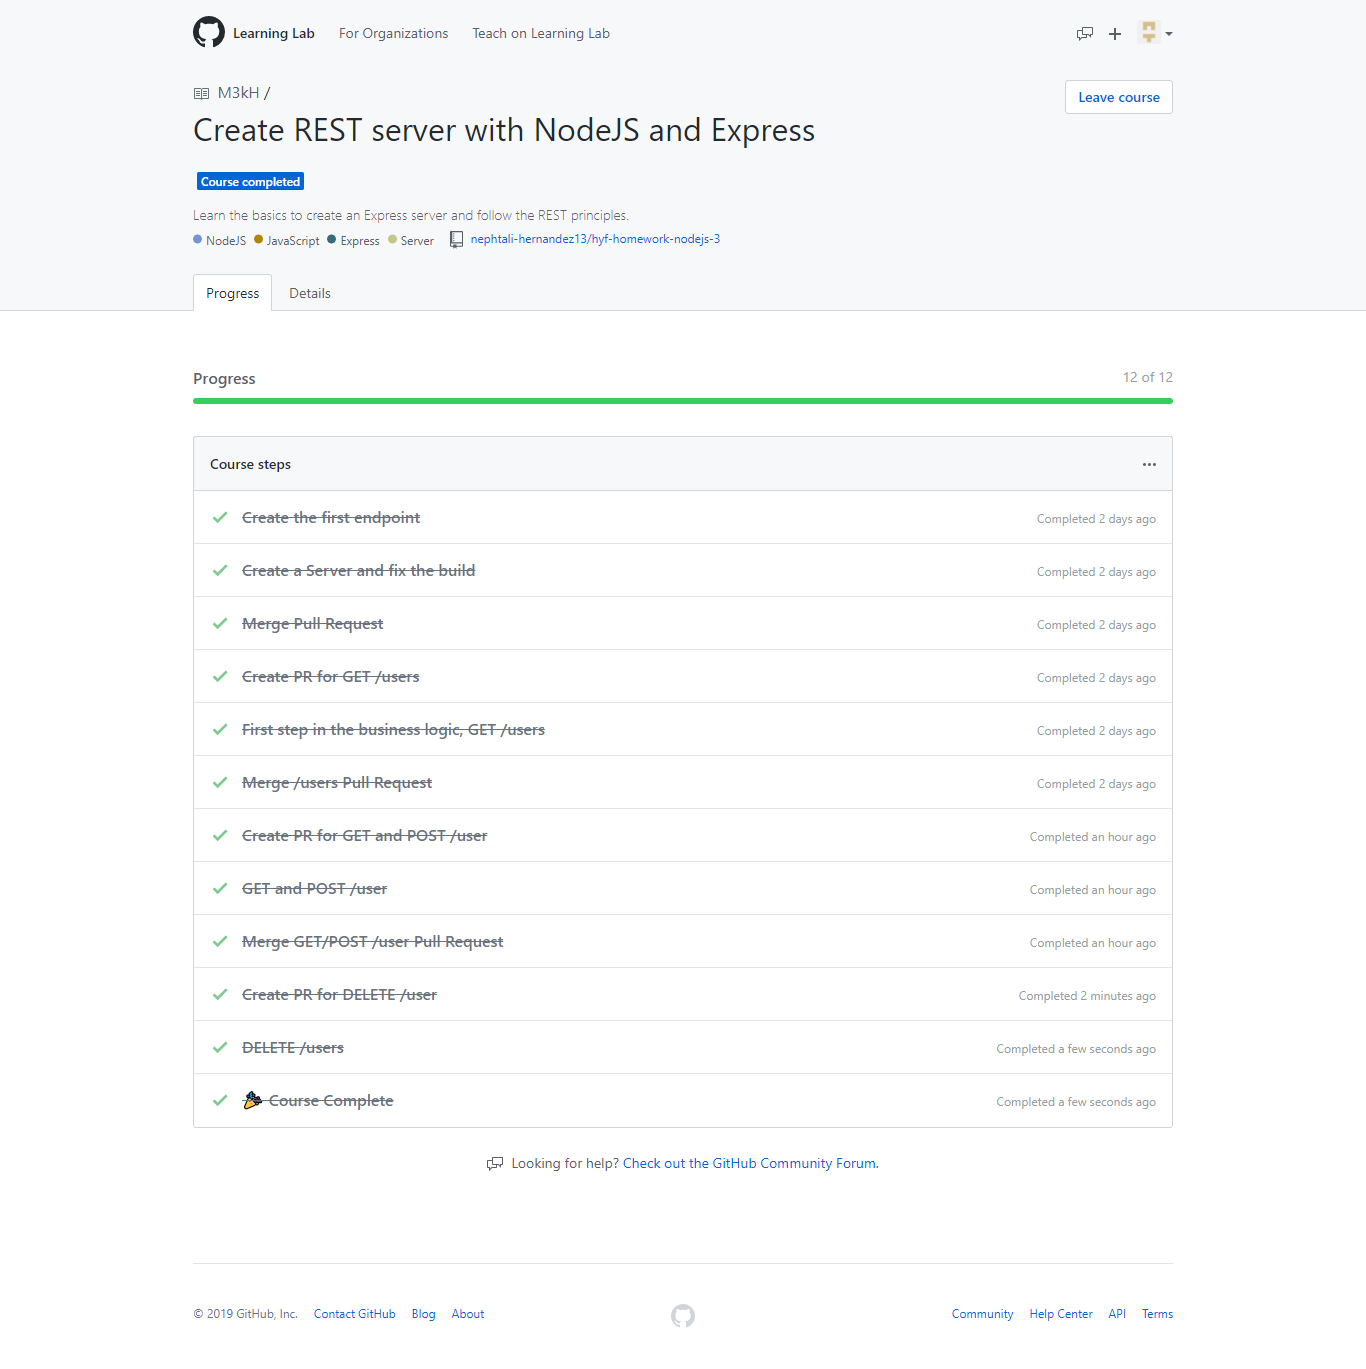 Learning Lab For Organizations Teach on Learning Lab
M3kH /
Leave course
Create REST server with NodeJS and Express
Course completed
Learn the basics to create an Express server and follow the REST principles.
NodeJS JavaScript Express Server nephtali-hernandez13/hyf-homework-nodejs-3
Progress Details
Progress 12 of 12
Course steps
Create the first endpoint Completed 2 days ago
Create a Server and fix the build Completed 2 days ago
Merge Pull Request Completed 2 days ago
Create PR for GET /users Completed 2 days ago
First step in the business logic, GET /users Completed 2 days ago
Merge /users Pull Request Completed 2 days ago
Create PR for GET and POST /user Completed an hour ago
GET and POST /user Completed an hour ago
Merge GET/POST /user Pull Request Completed an hour ago
Create PR for DELETE /user Completed 2 minutes ago
DELETE /users Completed a few seconds ago
🎉 Course Complete Completed a few seconds ago
Looking for help? Check out the GitHub Community Forum.
© 2019 GitHub, Inc. Contact GitHub Blog About Community Help Center API Terms